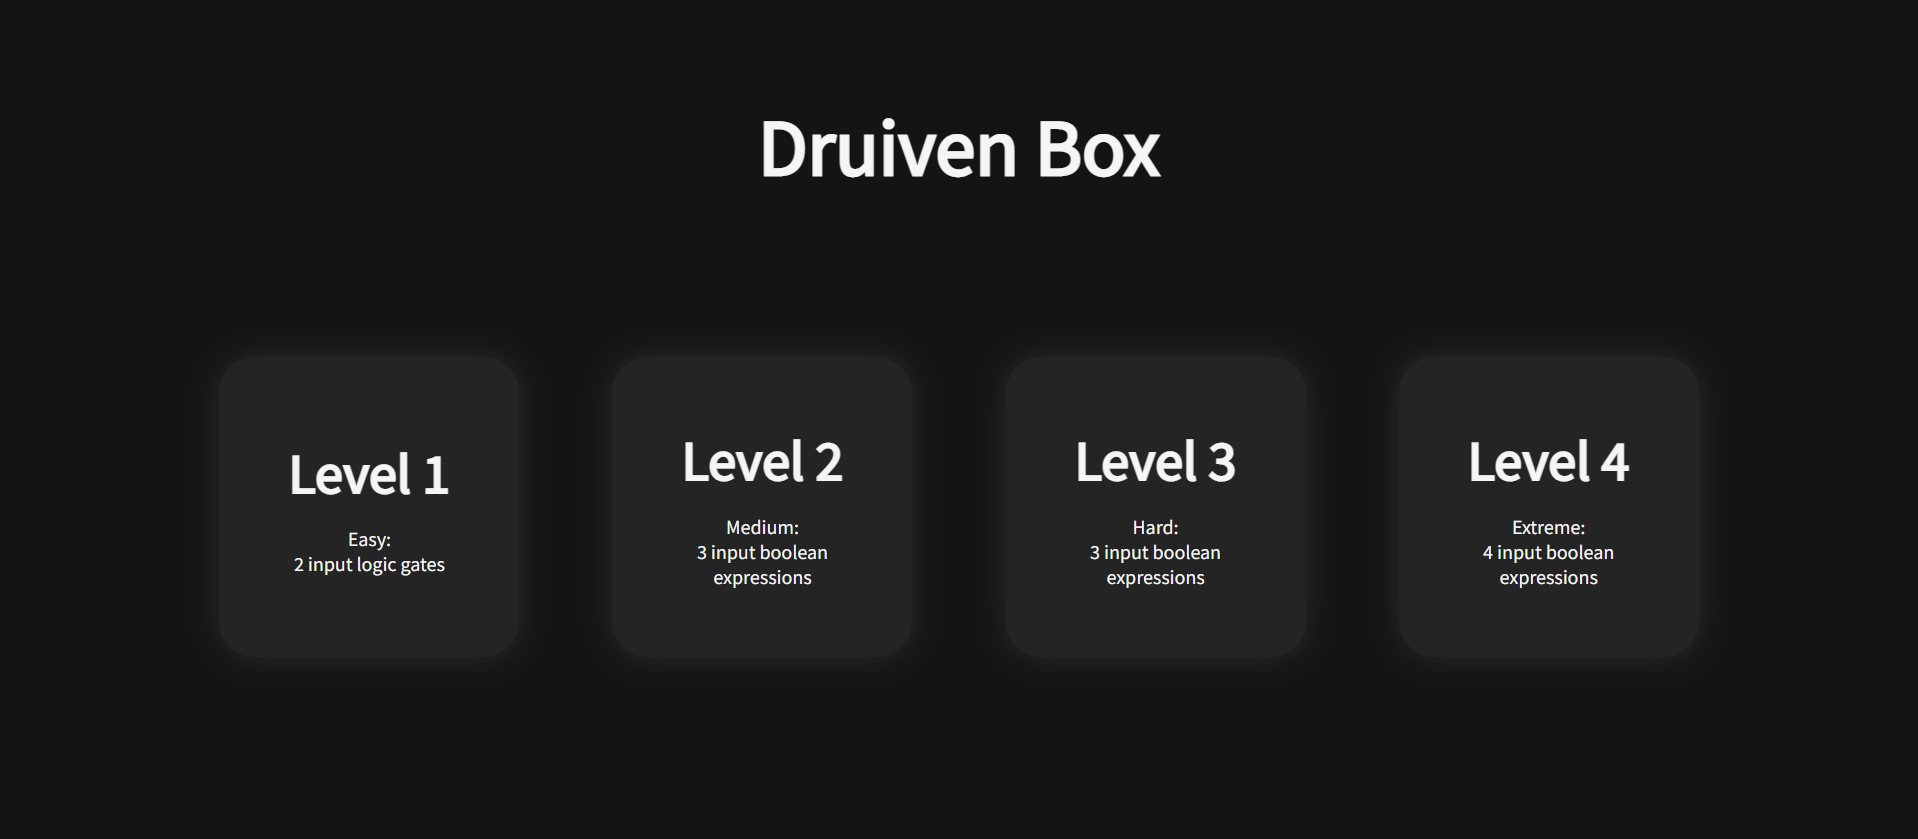 Druiven Box
Level 1
Easy:
2 input logic gates
Level 2
Medium:
3 input boolean
expressions
Level 3
Hard:
3 input boolean
expressions
Level 4
Extreme:
4 input boolean
expressions